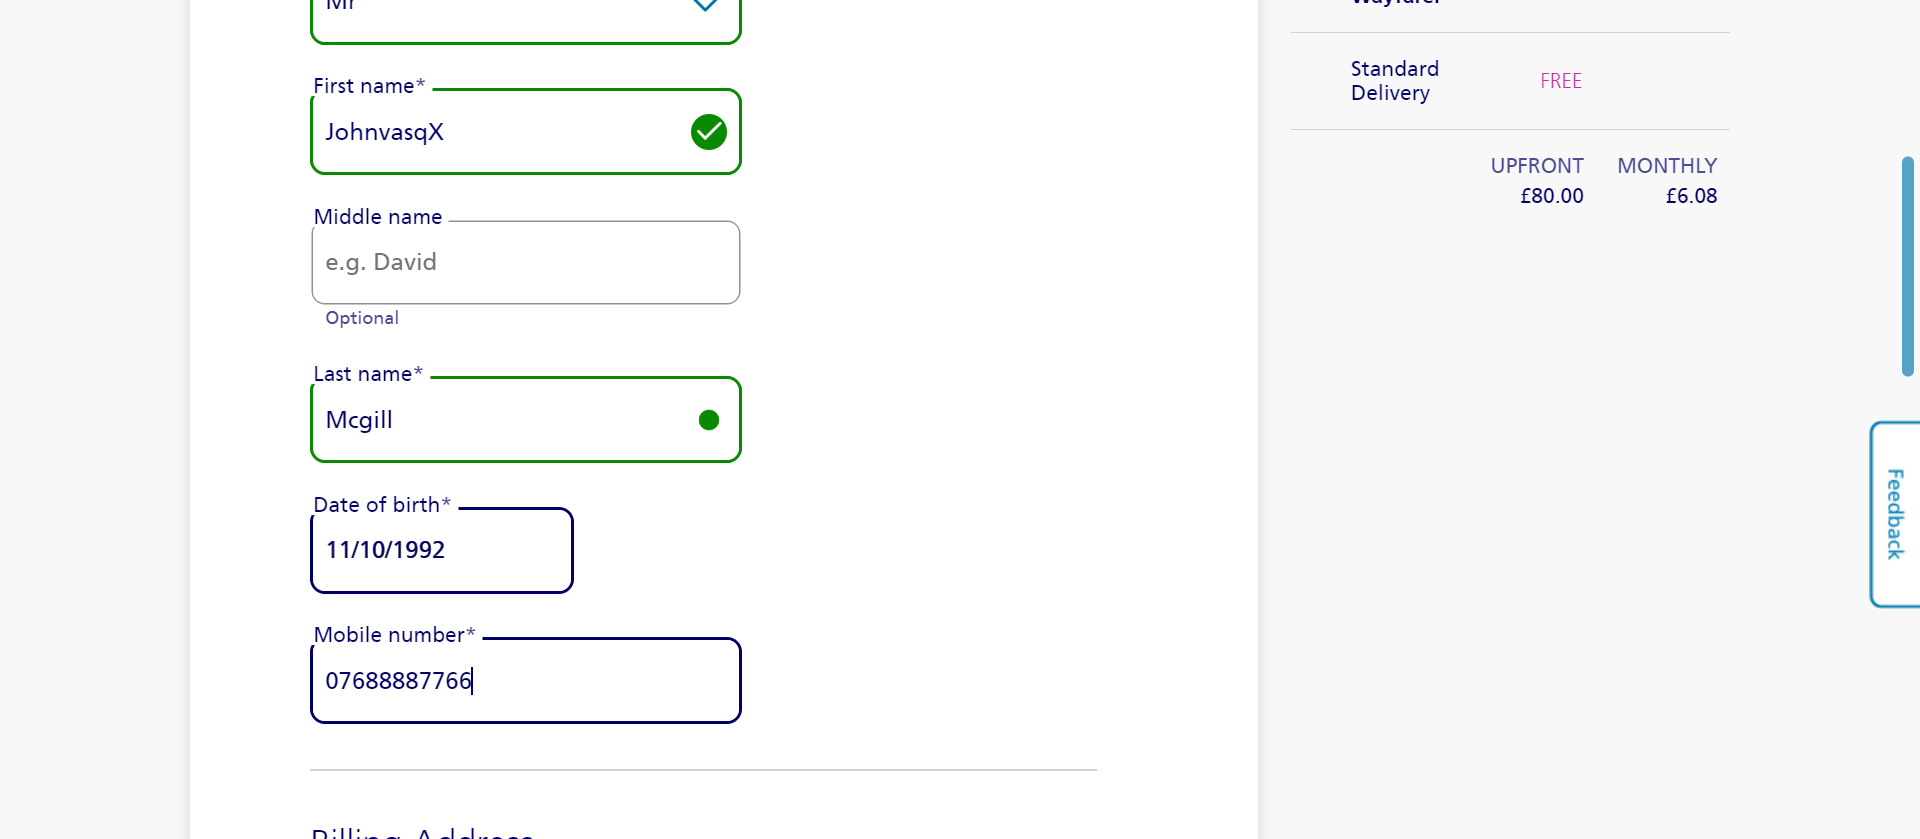 Mr
First name*
JohnvasqX
Middle name
e.g. David
Optional
Last name*
Mcgill
Date of birth*
11/10/1992
Mobile number*
07688887766
Billing Address
Wayfarer
Standard
Delivery
FREE
UPFRONT MONTHLY
£80.00 £6.08
Feedback